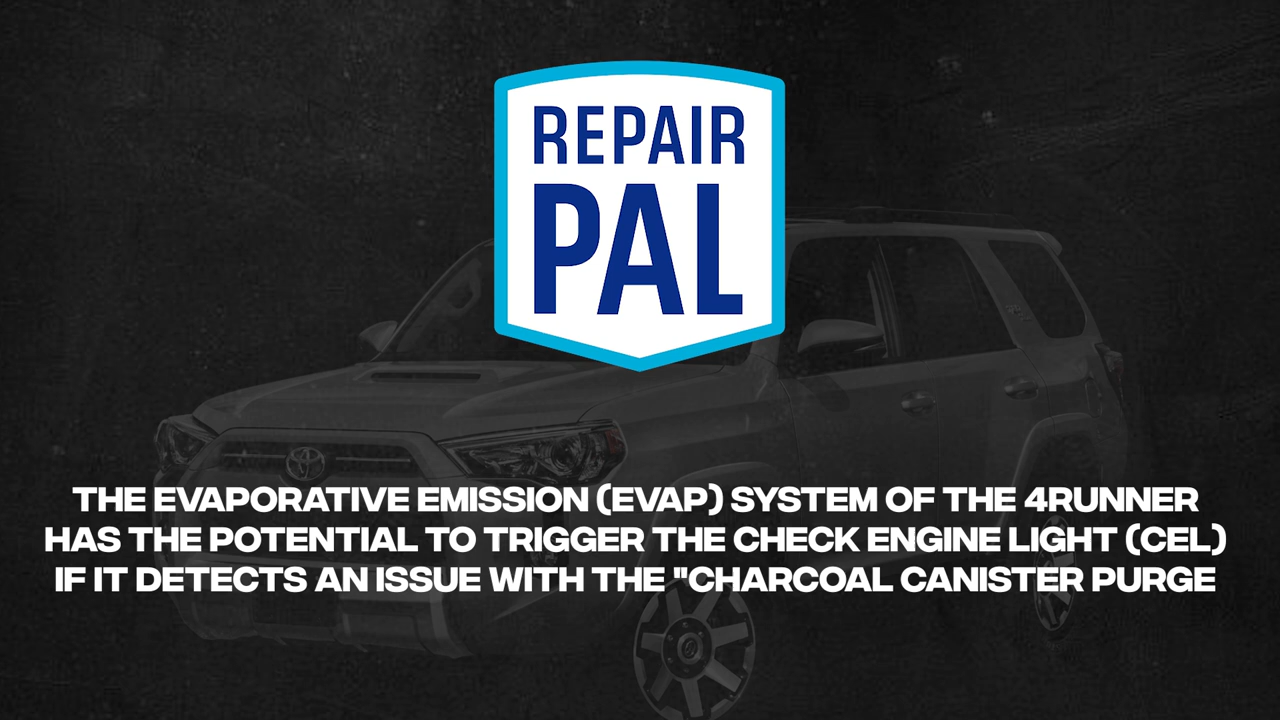 REPAIR
PAL
THE EVAPORATIVE EMISSION (EVAP) SYSTEM OF THE 4RUNNER
HAS THE POTENTIAL TO TRIGGER THE CHECK ENGINE LIGHT (CEL)
IF IT DETECTS AN ISSUE WITH THE "CHARCOAL CANISTER PURGE